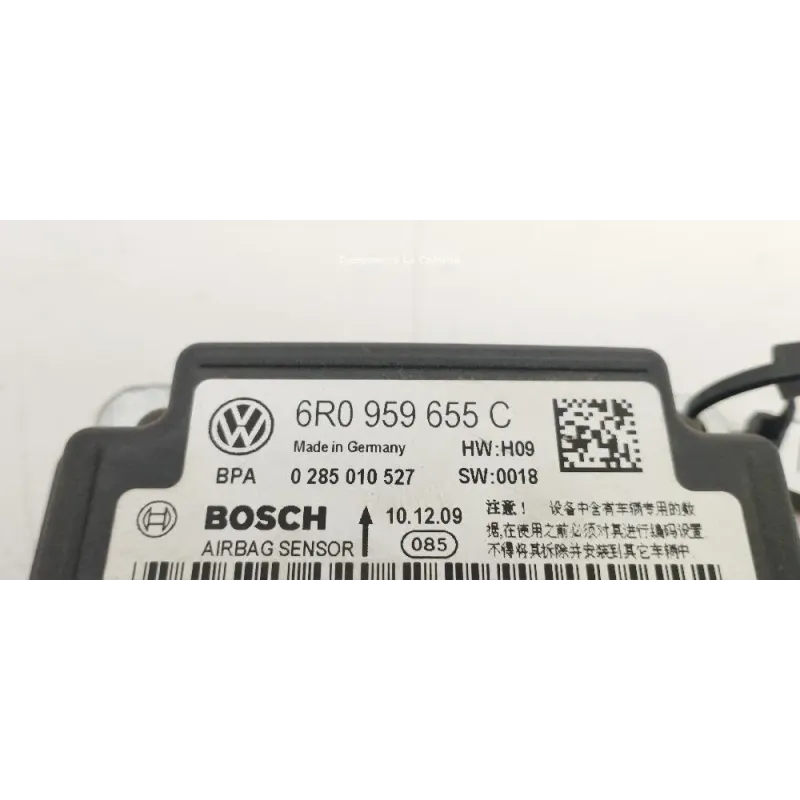 6R0 959 655 C
Made in Germany HW:H09
BPA 0 285 010 527 SW:0018
BOSCH 10.12.09
AIRBAG SENSOR 085
注意！ 设备中含有车辆专用的数
据,在使用之前必须对其进行编码设置
不得将其拆除并安装到其它车辆中